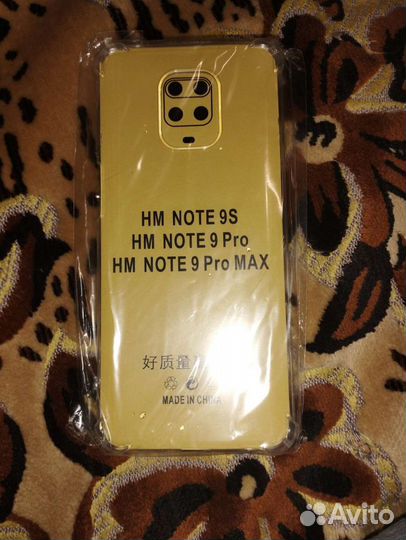 HM NOTE 9S
HM NOTE 9 Pro
HM NOTE 9 Pro MAX
好质量
MADE IN CHINA
Avito